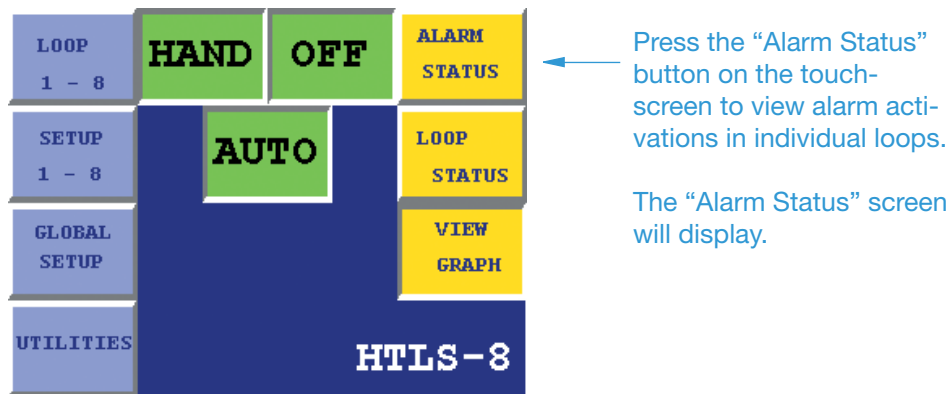 LOOP
1 - 8
HAND
OFF
ALARM
STATUS
SETUP
1 - 8
AUTO
LOOP
STATUS
GLOBAL
SETUP
VIEW
GRAPH
UTILITIES
HTLS-8
Press the “Alarm Status”
button on the touch-
screen to view alarm acti-
vations in individual loops.
The “Alarm Status” screen
will display.